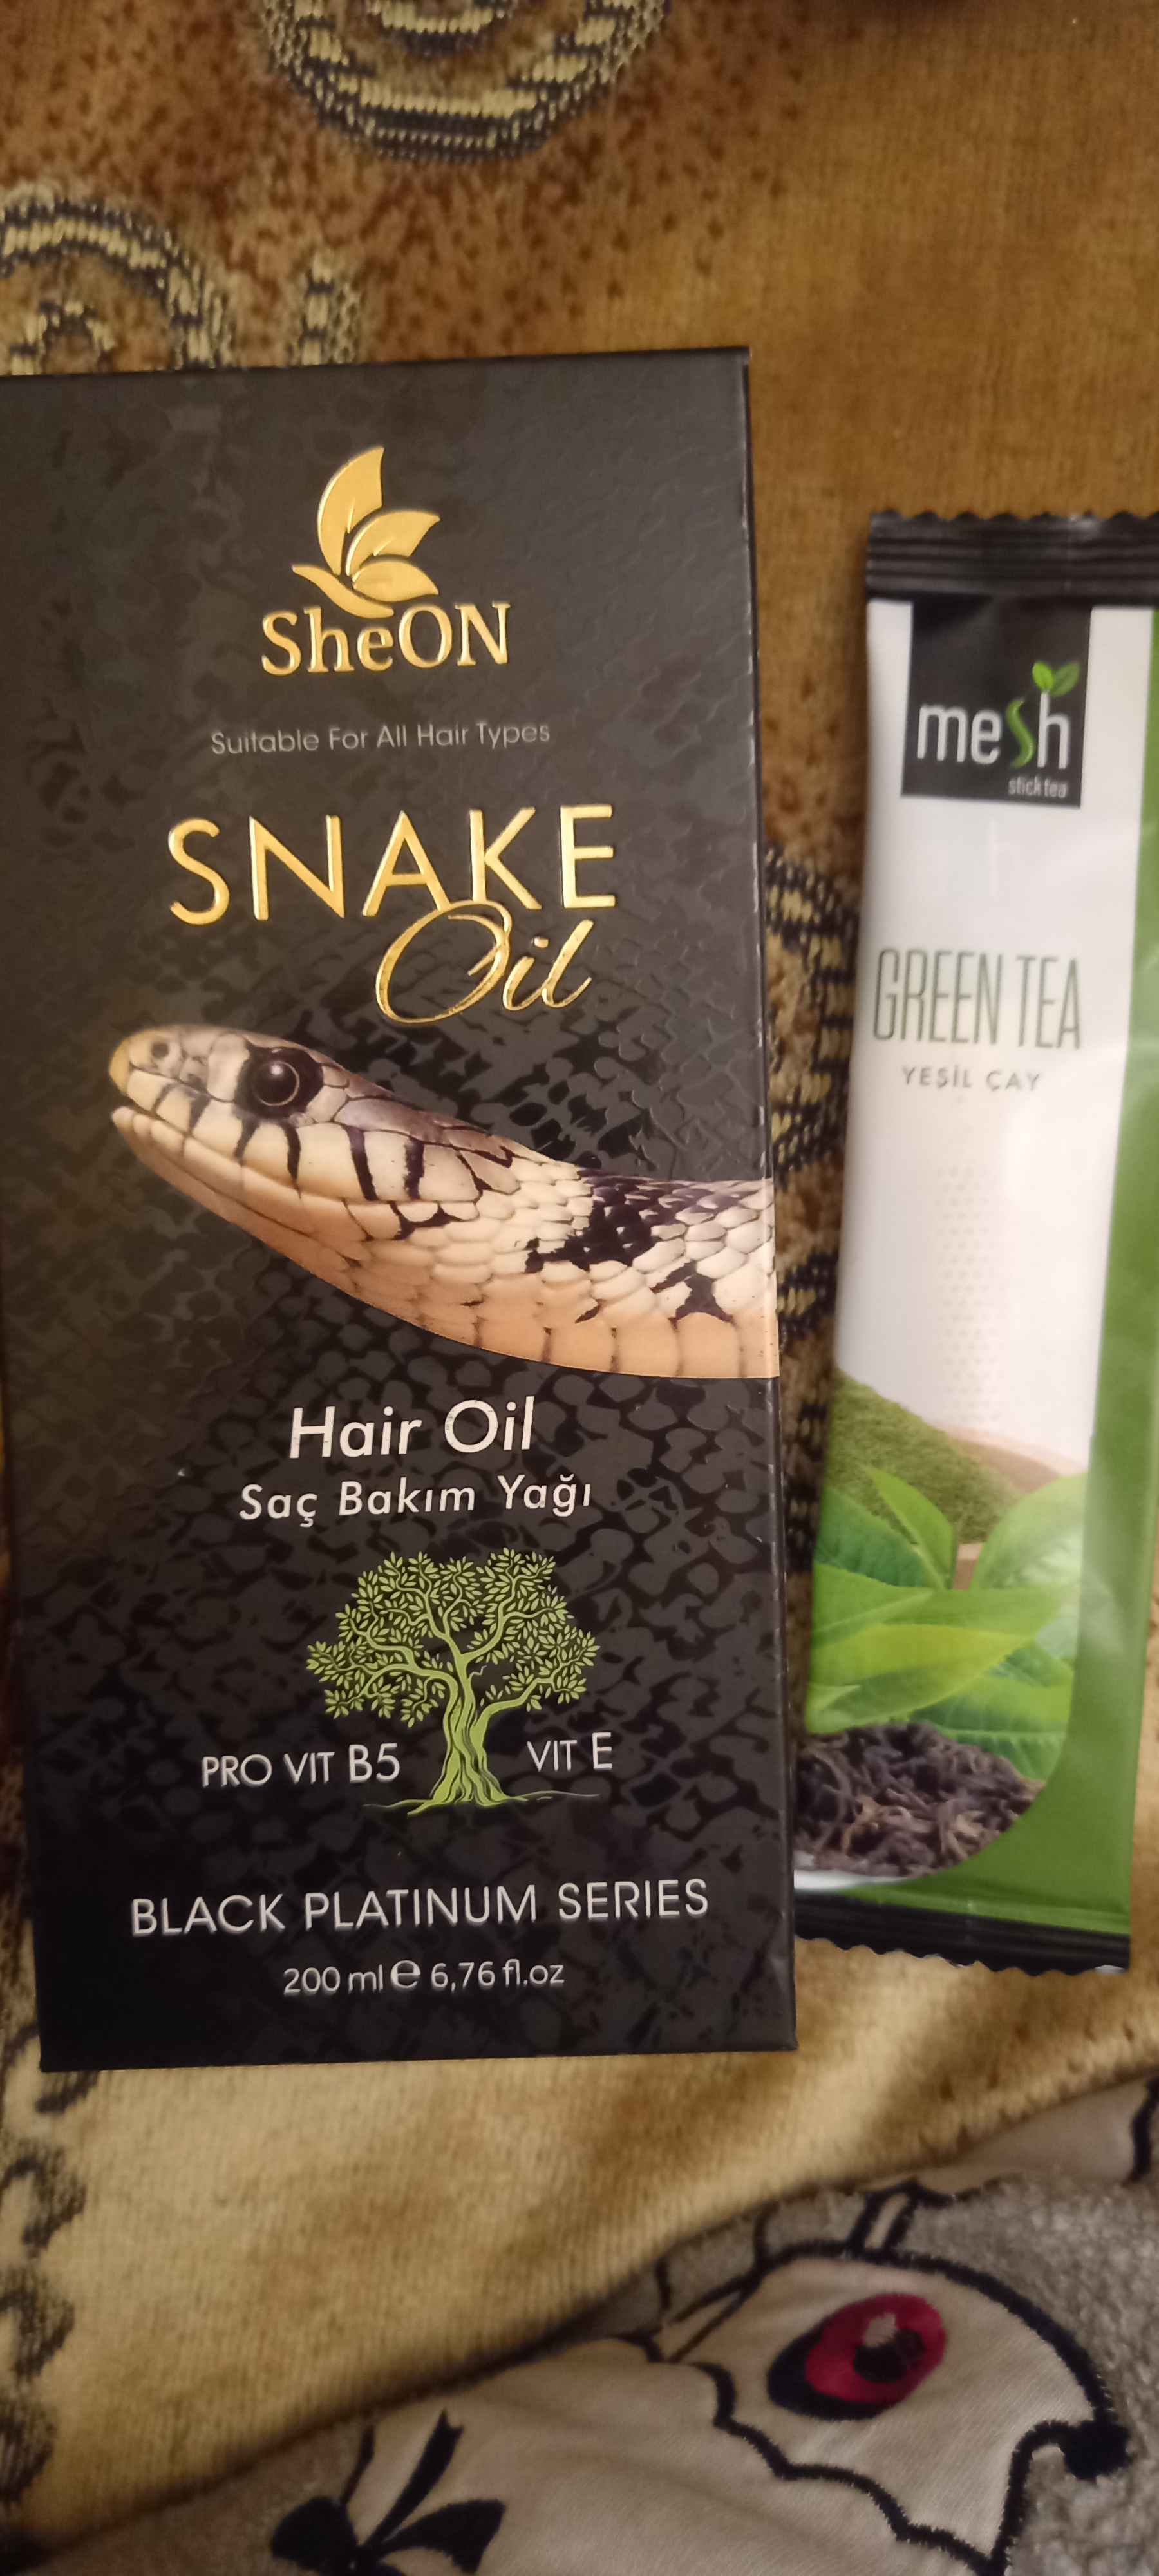 SheON
Suitable For All Hair Types
SNAKE
Oil
Hair Oil
Saç Bakım Yağı
PRO VIT B5
VIT E
BLACK PLATINUM SERIES
200 ml ℮ 6,76 fl.oz
mesh
stick tea
GREEN TEA
YEŞİL ÇAY